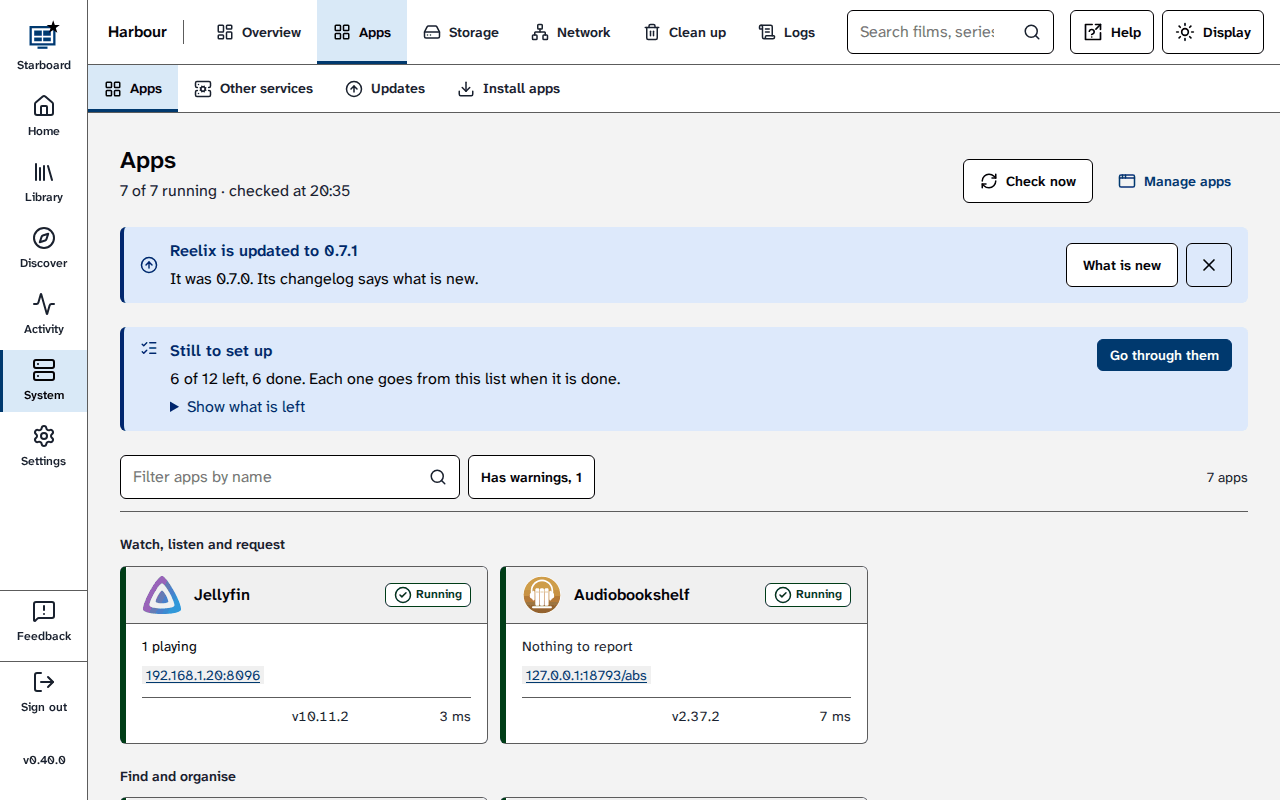 Starboard
Home
Library
Discover
Activity
System
Settings
Feedback
Sign out
v0.40.0
Harbour
Overview
Apps
Storage
Network
Clean up
Logs
Search films, series
Help
Display
Apps
Other services
Updates
Install apps
Apps
7 of 7 running · checked at 20:35
Check now
Manage apps
Reelix is updated to 0.7.1
It was 0.7.0. Its changelog says what is new.
What is new
Still to set up
6 of 12 left, 6 done. Each one goes from this list when it is done.
Show what is left
Go through them
Filter apps by name
Has warnings, 1
7 apps
Watch, listen and request
Jellyfin
Running
1 playing
192.168.1.20:8096
v10.11.2
3 ms
Audiobookshelf
Running
Nothing to report
127.0.0.1:18793/abs
v2.37.2
7 ms
Find and organise